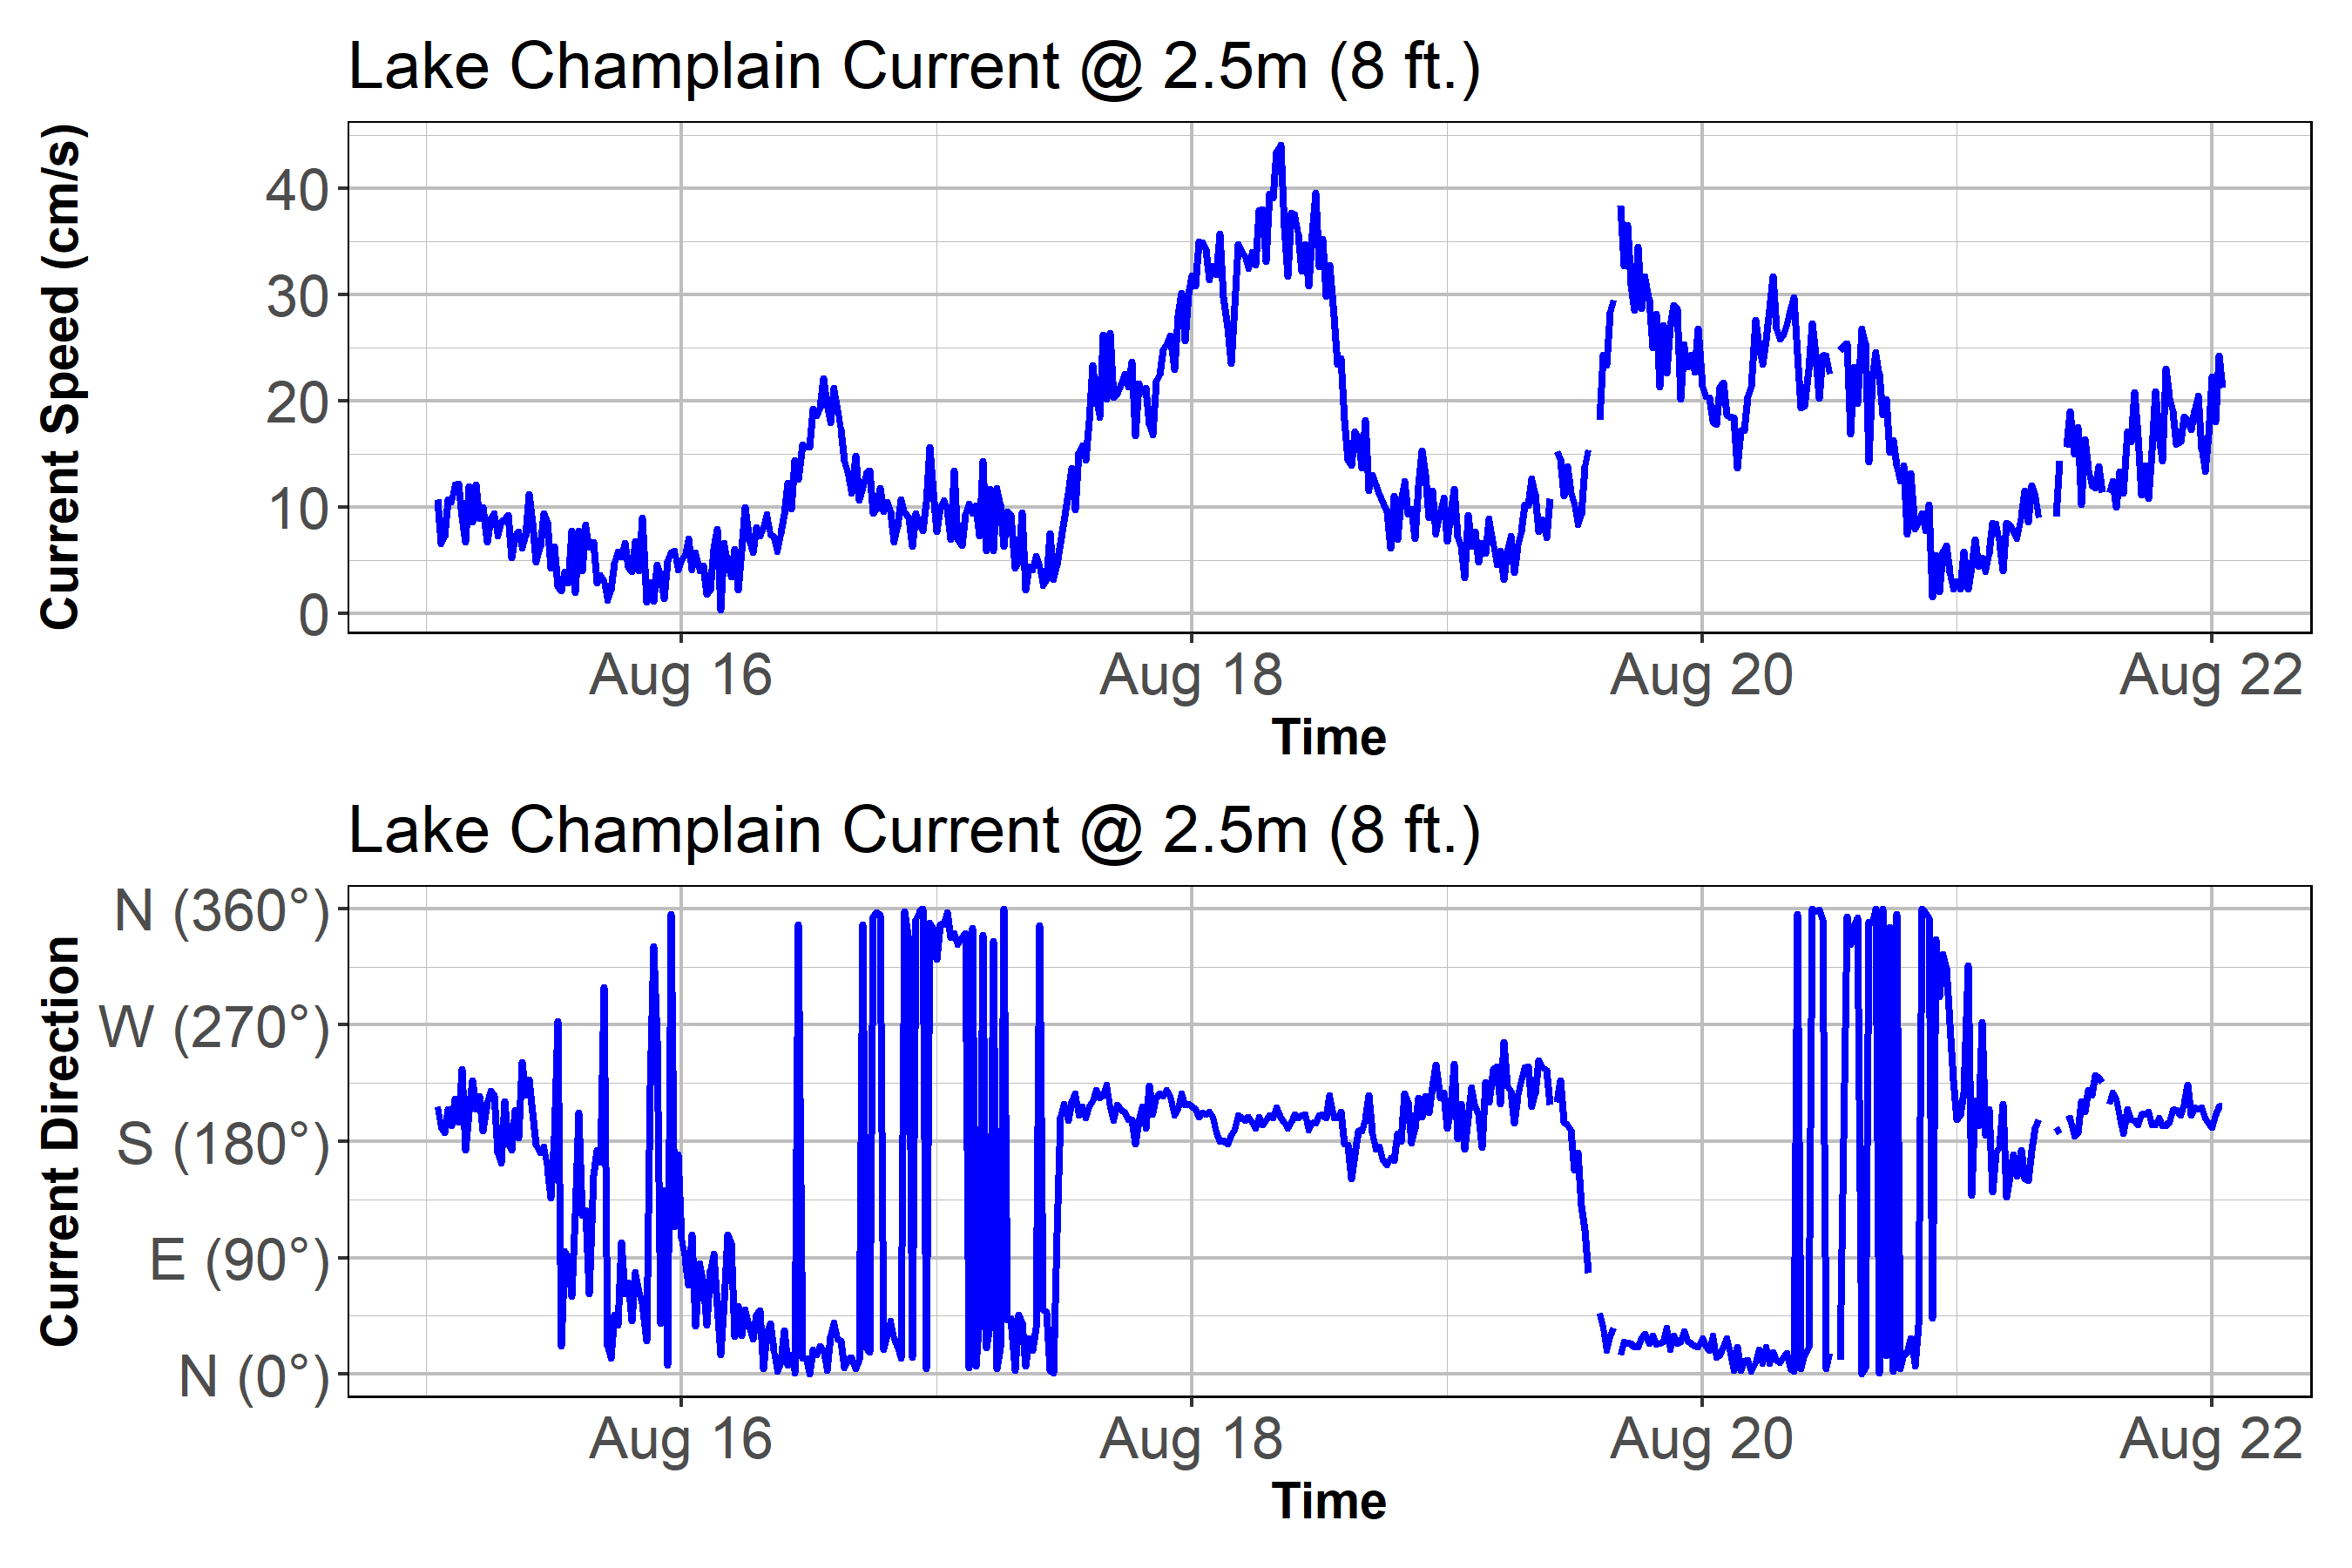 Lake Champlain Current @ 2.5m (8 ft.)
Current Speed (cm/s)
40
30
20
10
0
Aug 16 Aug 18 Aug 20 Aug 22
Time
Lake Champlain Current @ 2.5m (8 ft.)
Current Direction
N (360°)
W (270°)
S (180°)
E (90°)
N (0°)
Aug 16 Aug 18 Aug 20 Aug 22
Time